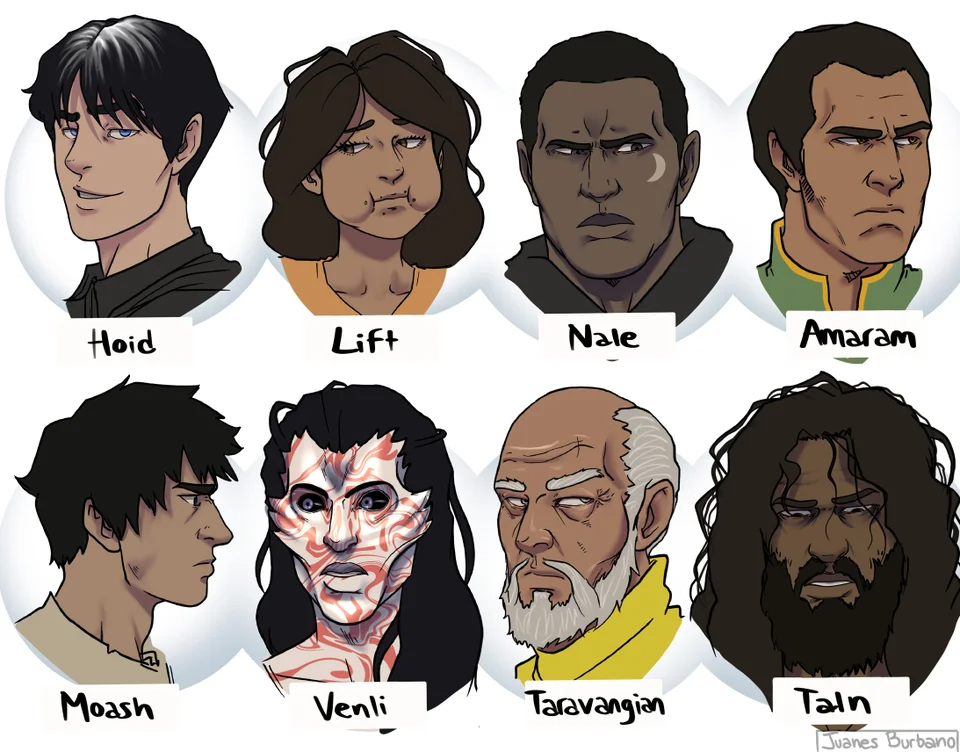 Hoid
Lift
Nale
Amaram
Moash
Venli
Taravangian
Taln
Juanes Burbano